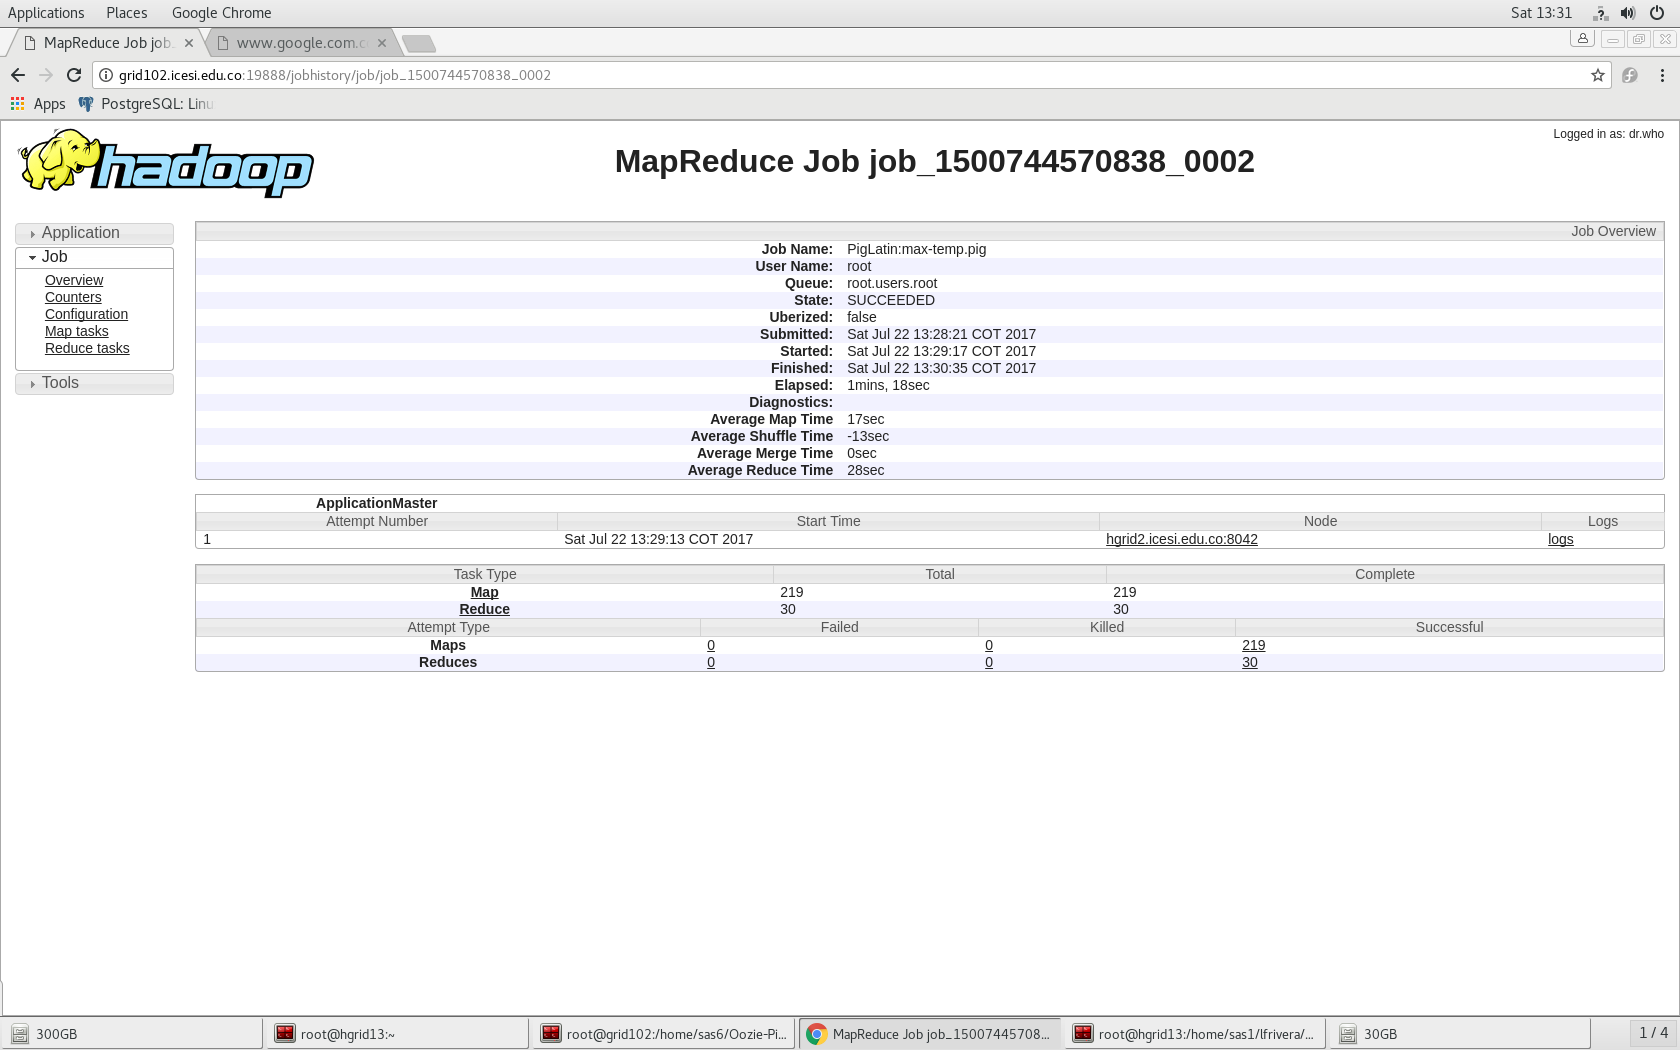 Applications Places Google Chrome Sat 13:31
MapReduce Job job_ www.google.com.c
grid102.icesi.edu.co:19888/jobhistory/job/job_1500744570838_0002
Apps PostgreSQL: Linu
hadoop
MapReduce Job job_1500744570838_0002
Logged in as: dr.who
Application
Job
Overview
Counters
Configuration
Map tasks
Reduce tasks
Tools
Job Overview
Job Name: PigLatin:max-temp.pig
User Name: root
Queue: root.users.root
State: SUCCEEDED
Uberized: false
Submitted: Sat Jul 22 13:28:21 COT 2017
Started: Sat Jul 22 13:29:17 COT 2017
Finished: Sat Jul 22 13:30:35 COT 2017
Elapsed: 1mins, 18sec
Diagnostics:
Average Map Time 17sec
Average Shuffle Time -13sec
Average Merge Time 0sec
Average Reduce Time 28sec
ApplicationMaster
Attempt Number Start Time Node Logs
1 Sat Jul 22 13:29:13 COT 2017 hgrid2.icesi.edu.co:8042 logs
Task Type Total Complete
Map 219 219
Reduce 30 30
Attempt Type Failed Killed Successful
Maps 0 0 219
Reduces 0 0 30
300GB root@hgrid13:~ root@grid102:/home/sas6/Oozie-Pi... MapReduce Job job_15007445708... root@hgrid13:/home/sas1/lfrivera/... 30GB 1 / 4